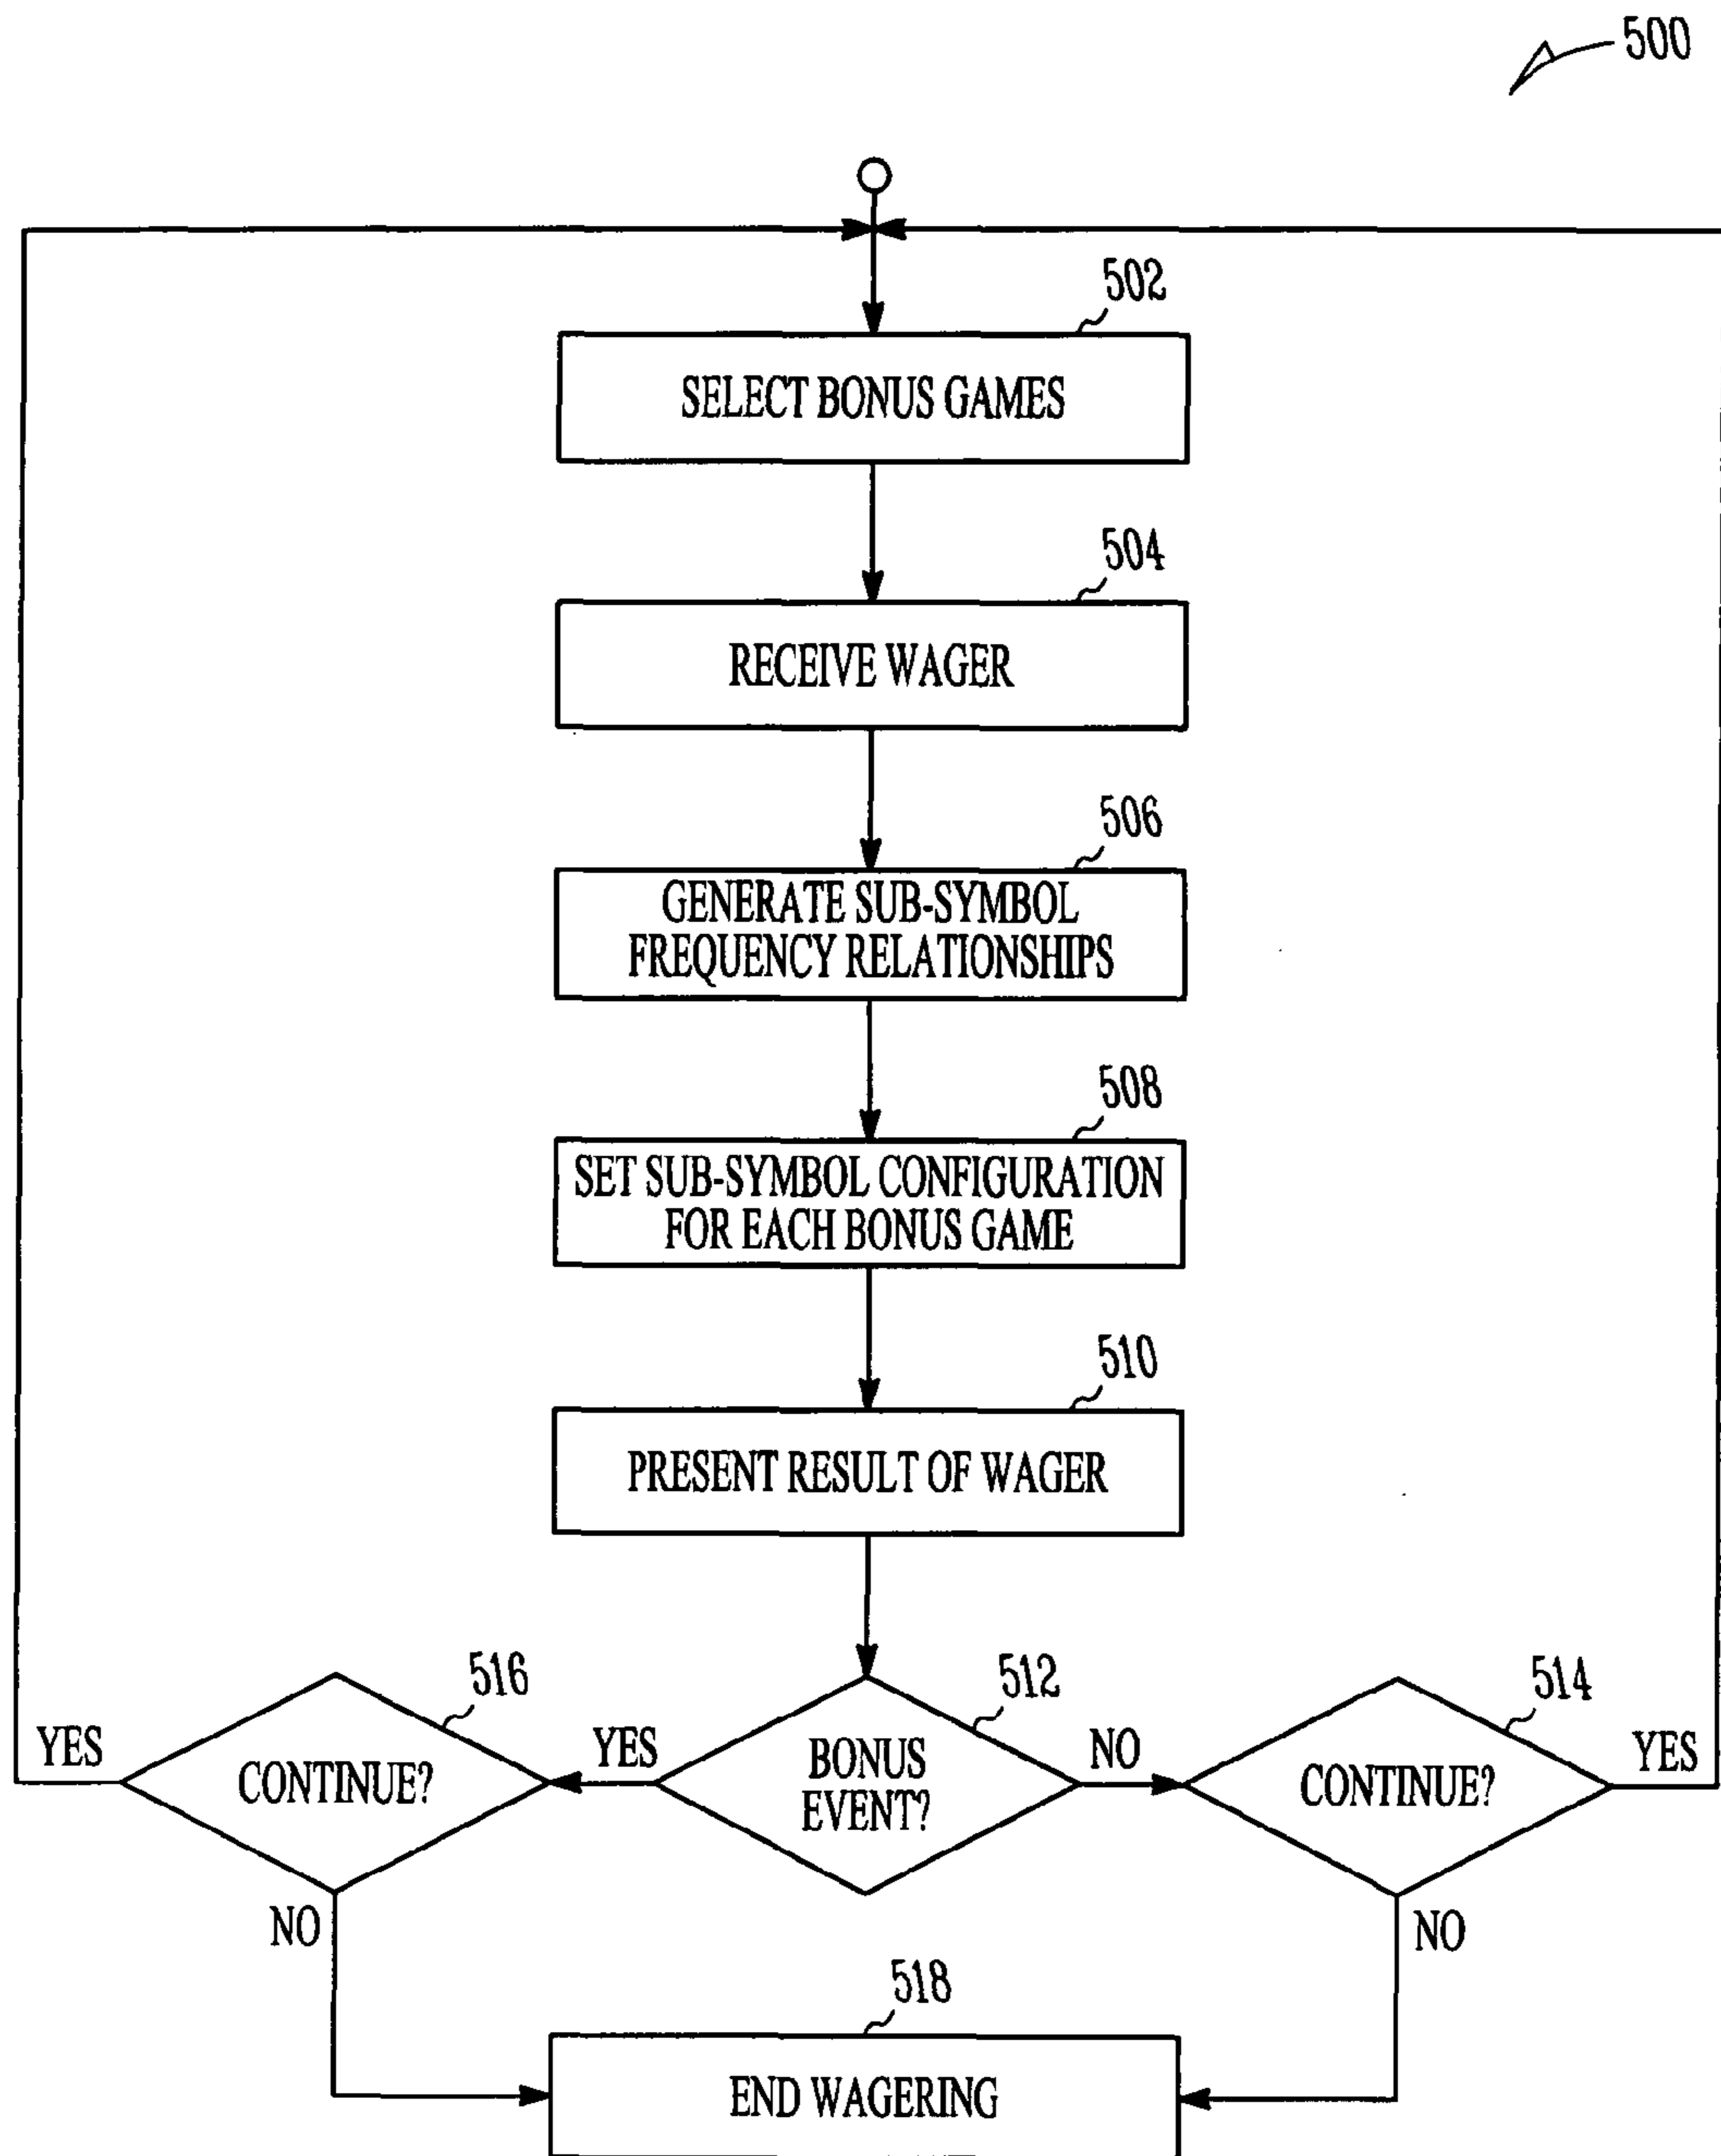 500
502
SELECT BONUS GAMES
504
RECEIVE WAGER
506
GENERATE SUB-SYMBOL
FREQUENCY RELATIONSHIPS
508
SET SUB-SYMBOL CONFIGURATION
FOR EACH BONUS GAME
510
PRESENT RESULT OF WAGER
516
512
514
YES
CONTINUE?
YES
BONUS
EVENT?
NO
CONTINUE?
YES
NO
NO
518
END WAGERING